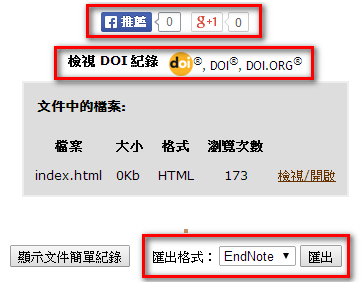 推薦 0 g+1 0
檢視 DOI 紀錄 doi®, DOI®, DOI.ORG®
文件中的檔案:
檔案 大小 格式 瀏覽次數
index.html 0Kb HTML 173 檢視/開啟
顯示文件簡單紀錄 匯出格式： EndNote 匯出